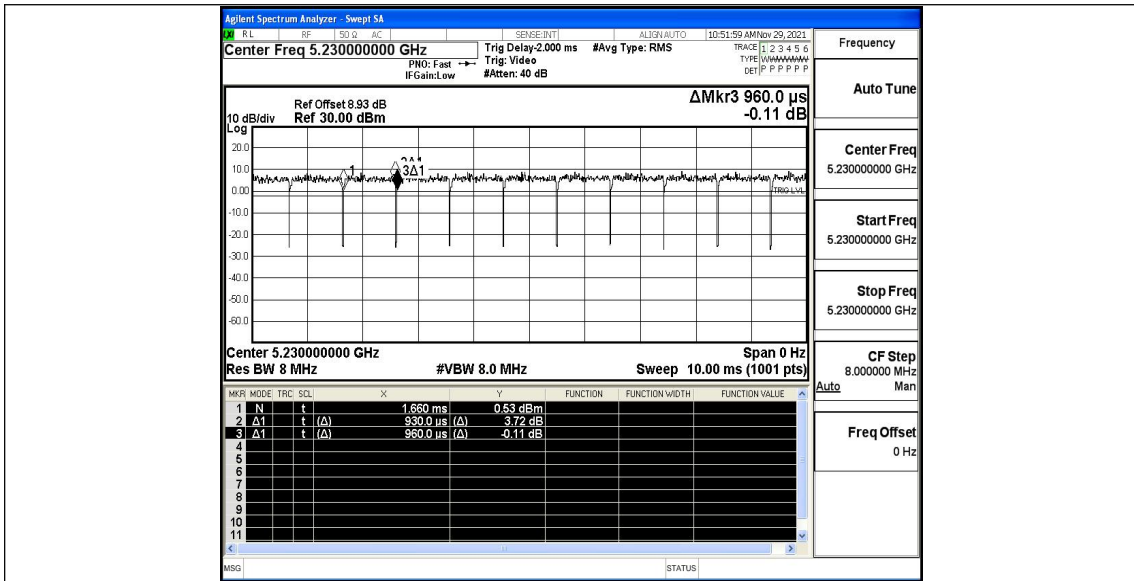 Agilent Spectrum Analyzer - Swept SA
LXI RL RF 50 Ω AC SENSE:INT ALIGN AUTO 10:51:59 AM Nov 29, 2021
Center Freq 5.230000000 GHz
PNO: Fast
IFGain:Low
Trig Delay-2.000 ms
Trig: Video
#Atten: 40 dB
#Avg Type: RMS
TRACE 1 2 3 4 5 6
TYPE WWWWWW
DET P P P P P P
Ref Offset 8.93 dB
Ref 30.00 dBm
10 dB/div
Log
ΔMkr3 960.0 µs
-0.11 dB
20.0
10.0
0.00
-10.0
-20.0
-30.0
-40.0
-50.0
-60.0
1
3Δ1
TRIG LVL
Center 5.230000000 GHz Span 0 Hz
Res BW 8 MHz #VBW 8.0 MHz Sweep 10.00 ms (1001 pts)
MKR MODE TRC SCL X Y FUNCTION FUNCTION WIDTH FUNCTION VALUE
1 N t 1.660 ms 0.53 dBm
2 Δ1 t (Δ) 930.0 µs (Δ) 3.72 dB
3 Δ1 t (Δ) 960.0 µs (Δ) -0.11 dB
4
5
6
7
8
9
10
11
MSG STATUS
Frequency
Auto Tune
Center Freq
5.230000000 GHz
Start Freq
5.230000000 GHz
Stop Freq
5.230000000 GHz
CF Step
8.000000 MHz
Auto Man
Freq Offset
0 Hz